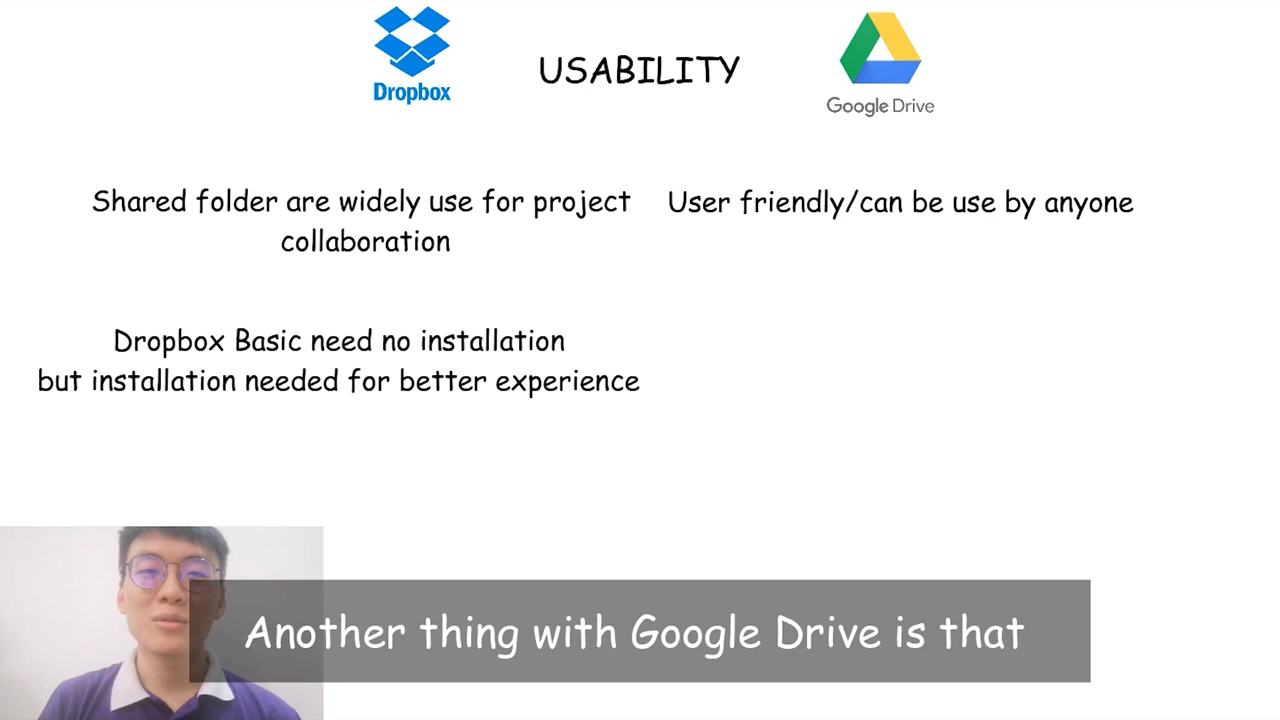 Dropbox
USABILITY
Google Drive
Shared folder are widely use for project
collaboration
User friendly/can be use by anyone
Dropbox Basic need no installation
but installation needed for better experience
Another thing with Google Drive is that